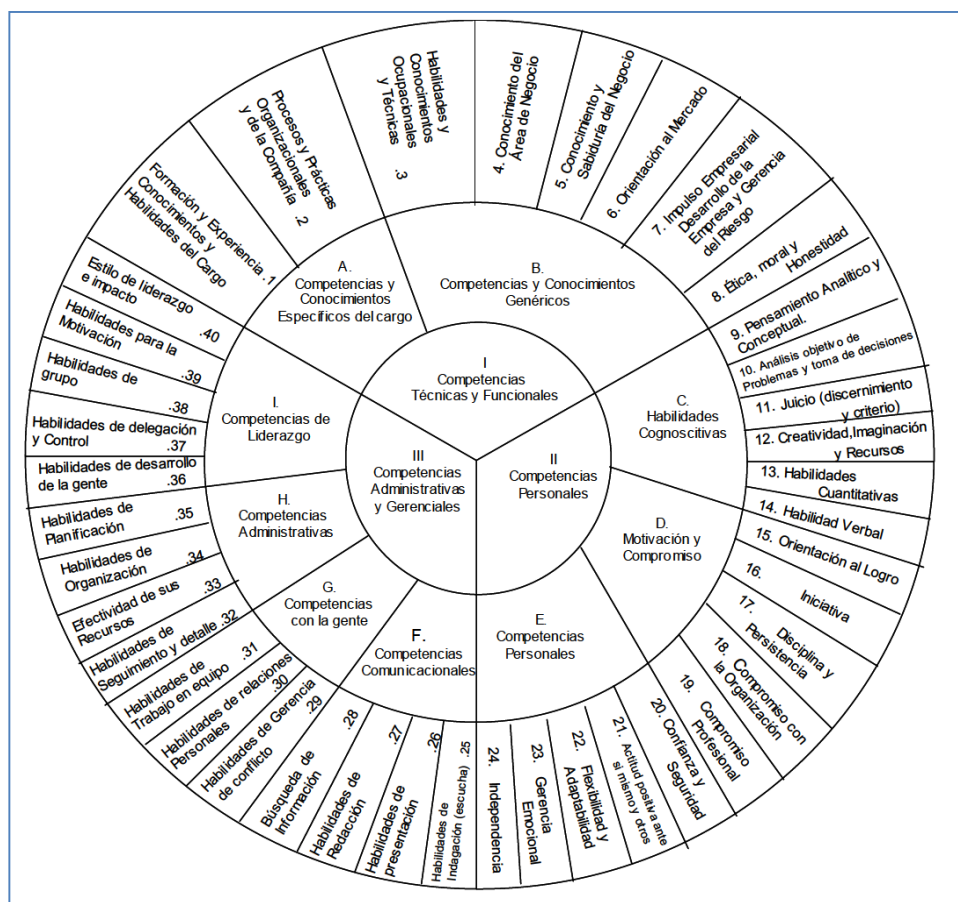 I
Competencias
Técnicas y Funcionales
II
Competencias
Personales
III
Competencias
Administrativas
y Gerenciales
A.
Competencias y
Conocimientos
Específicos del cargo
B.
Competencias y Conocimientos
Genéricos
C.
Habilidades
Cognoscitivas
D.
Motivación y
Compromiso
E.
Competencias
Personales
F.
Competencias
Comunicacionales
G.
Competencias
con la gente
H.
Competencias
Administrativas
I.
Competencias de
Liderazgo
Formación y Experiencia .1
Conocimientos y
Habilidades del Cargo
Procesos y Prácticas
Organizacionales
y de la Compañía .2
Habilidades y
Conocimientos
Ocupacionales
y Técnicas
.3
4. Conocimiento del
Área de Negocio
5. Conocimiento y
Sabiduría del Negocio
6. Orientación al Mercado
7. Impulso Empresarial
Desarrollo de la
Empresa y Gerencia
del Riesgo
8. Ética, moral y
Honestidad
9. Pensamiento Analítico y
Conceptual.
10. Análisis objetivo de
Problemas y toma de decisiones
11. Juicio (discernimiento
y criterio)
12. Creatividad,Imaginación
y Recursos
13. Habilidades
Cuantitativas
14. Habilidad Verbal
15. Orientación al Logro
16. Iniciativa
17. Disciplina y
Persistencia
18. Compromiso con
la Organización
19. Compromiso
Profesional
20. Confianza y
Seguridad
21. Actitud positiva ante
si mismo y otros
22. Flexibilidad y
Adaptabilidad
23. Gerencia
Emocional
24. Independencia
Habilidades de .25
Indagación (escucha)
Habilidades de .26
presentación
Habilidades de .27
Redacción
Búsqueda de .28
Información
Habilidades de Gerencia
de conflicto .29
Habilidades de relaciones
Personales .30
Habilidades de .31
Trabajo en equipo
Habilidades de
Seguimiento y detalle .32
Efectividad de sus .33
Recursos
Habilidades de .34
Organización
Habilidades de .35
Planificación
Habilidades de desarrollo
de la gente .36
Habilidades de delegación
y Control .37
Habilidades de
grupo .38
Habilidades para la
Motivación .39
Estilo de liderazgo
e impacto .40